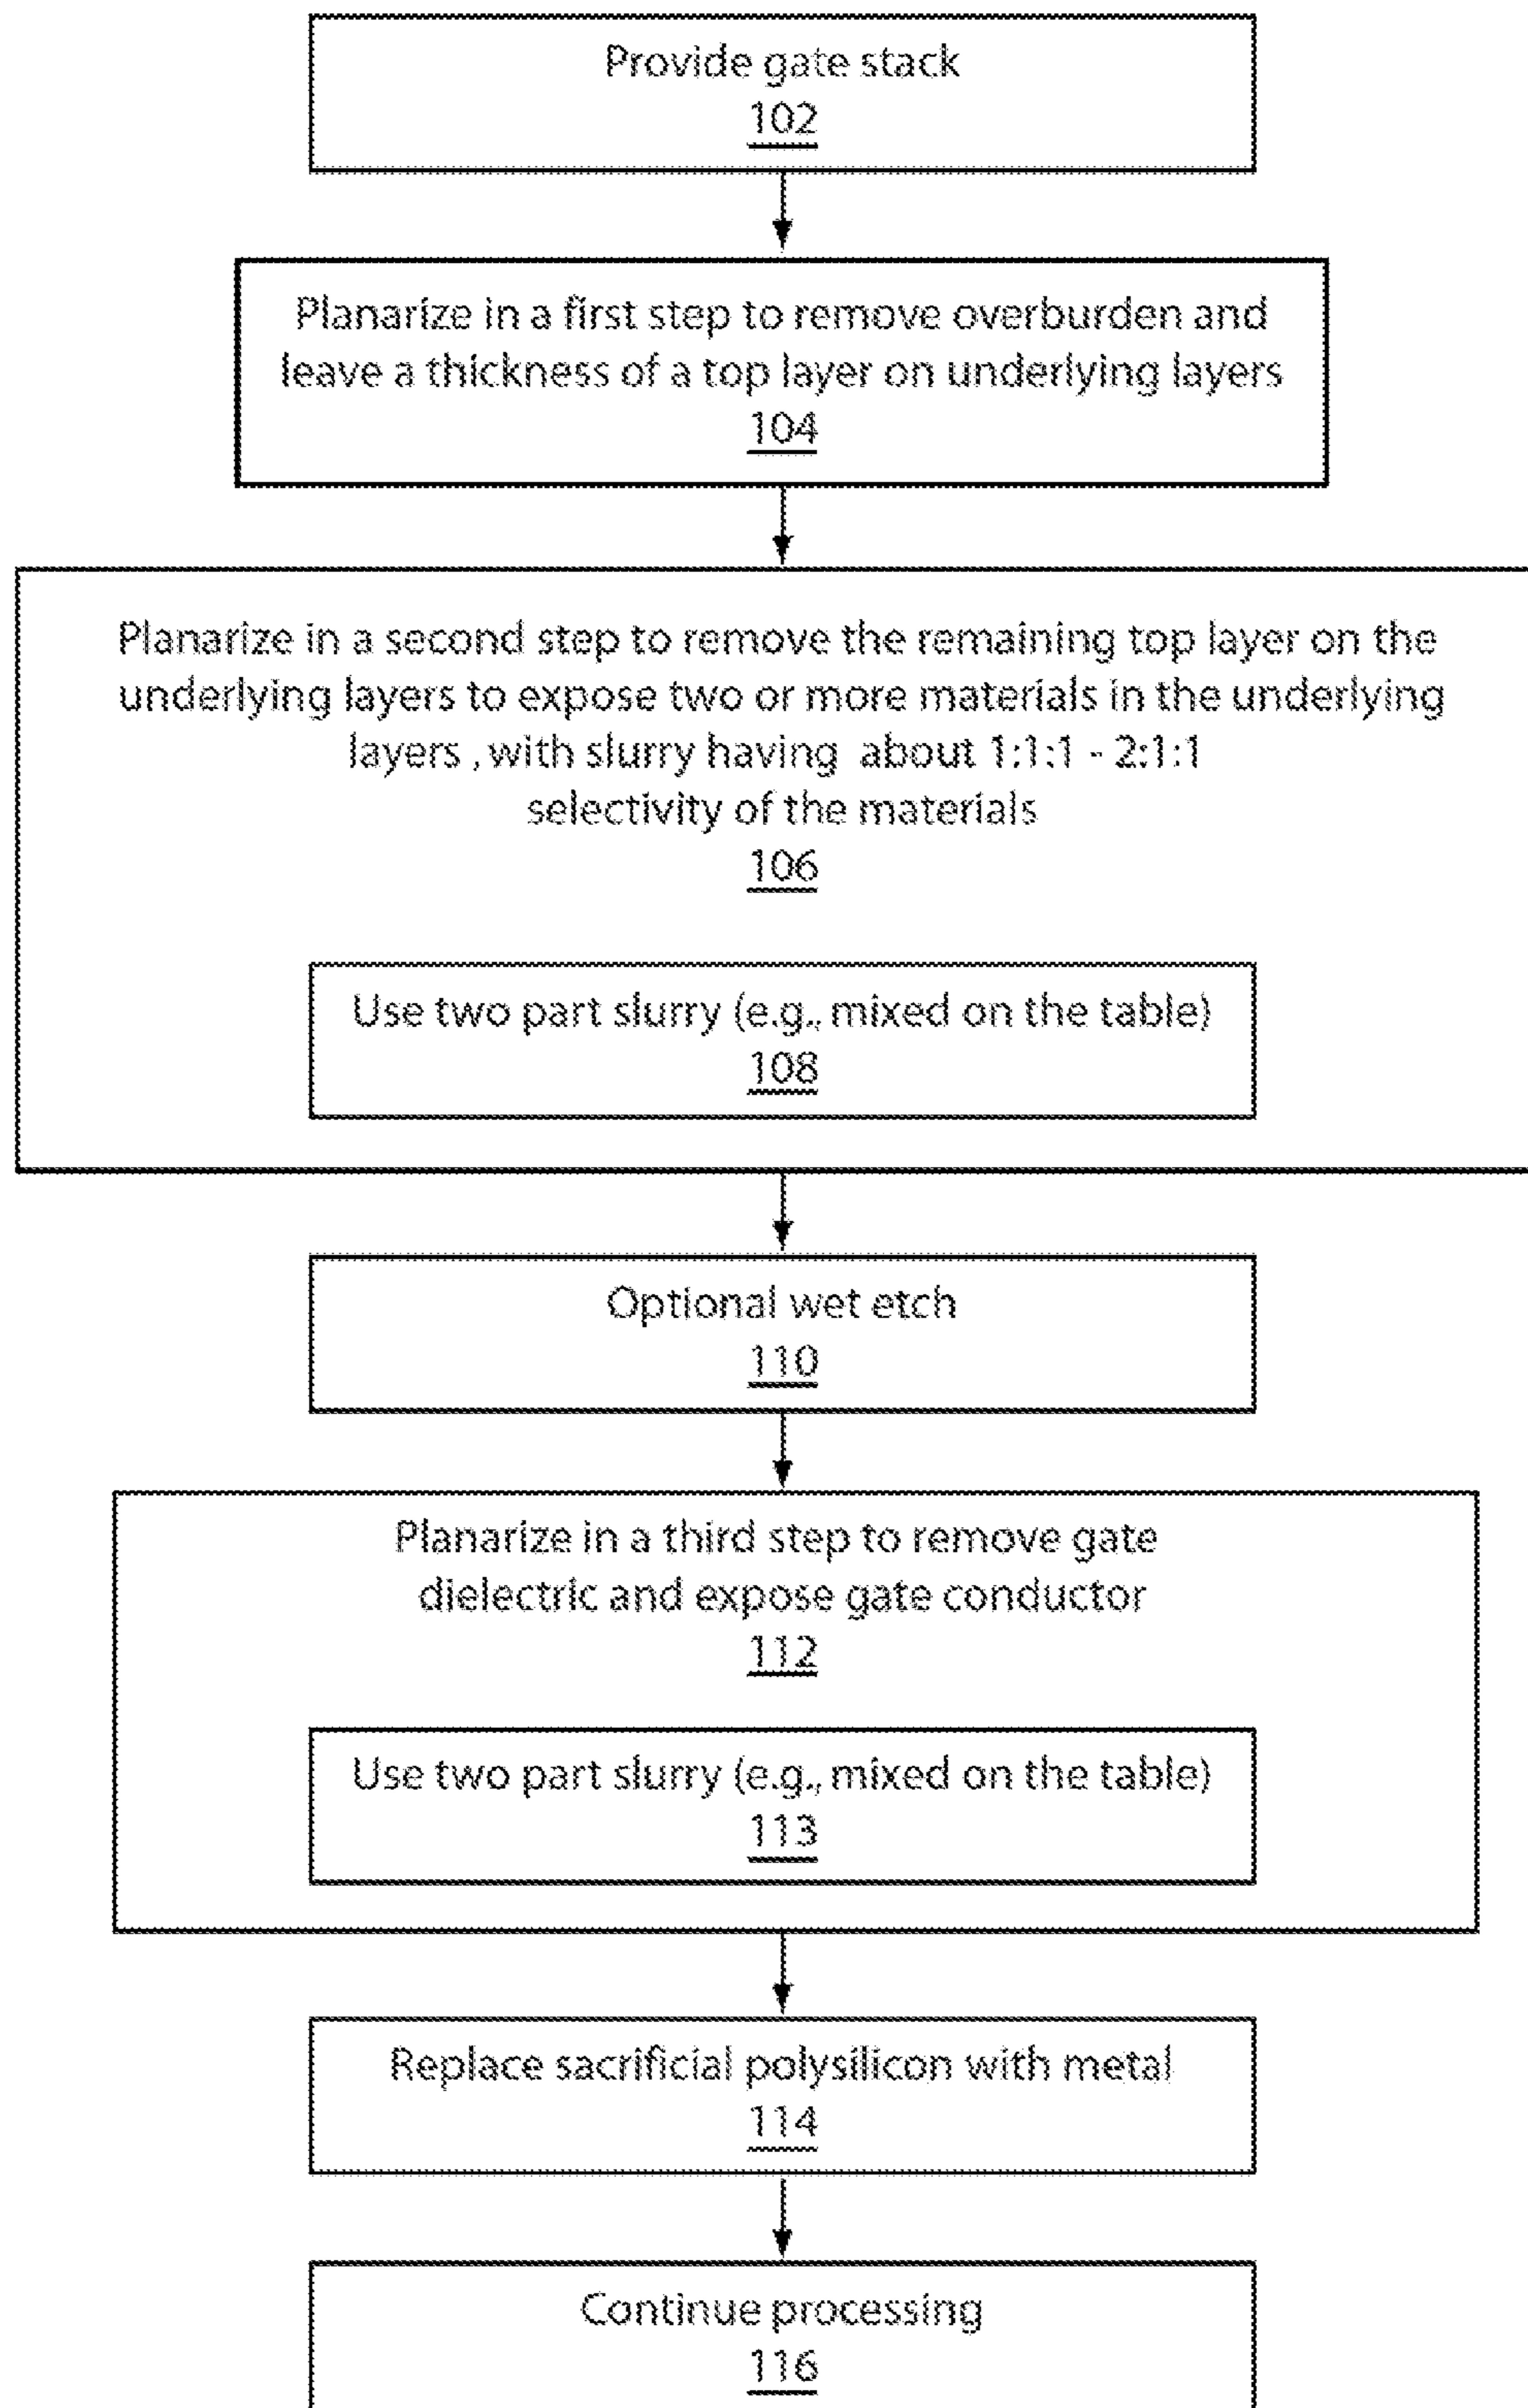 Provide gate stack
102
Planarize in a first step to remove overburden and
leave a thickness of a top layer on underlying layers
104
Planarize in a second step to remove the remaining top layer on the
underlying layers to expose two or more materials in the underlying
layers , with slurry having about 1:1:1 - 2:1:1
selectivity of the materials
106
Use two part slurry (e.g., mixed on the table)
108
Optional wet etch
110
Planarize in a third step to remove gate
dielectric and expose gate conductor
112
Use two part slurry (e.g., mixed on the table)
113
Replace sacrificial polysilicon with metal
114
Continue processing
116